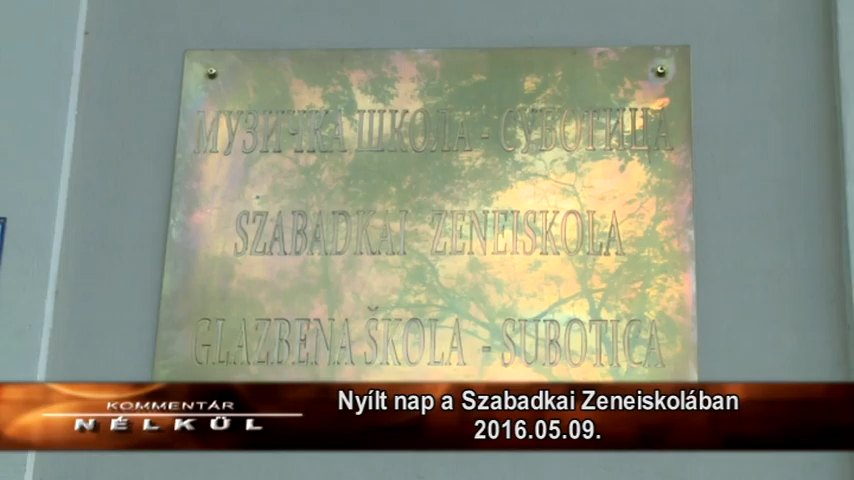 МУЗИЧКА ШКОЛА - СУБОТИЦА
SZABADKAI ZENEISKOLA
GLAZBENA ŠKOLA - SUBOTICA
KOMMENTÁR
NÉLKÜL
Nyílt nap a Szabadkai Zeneiskolában
2016.05.09.